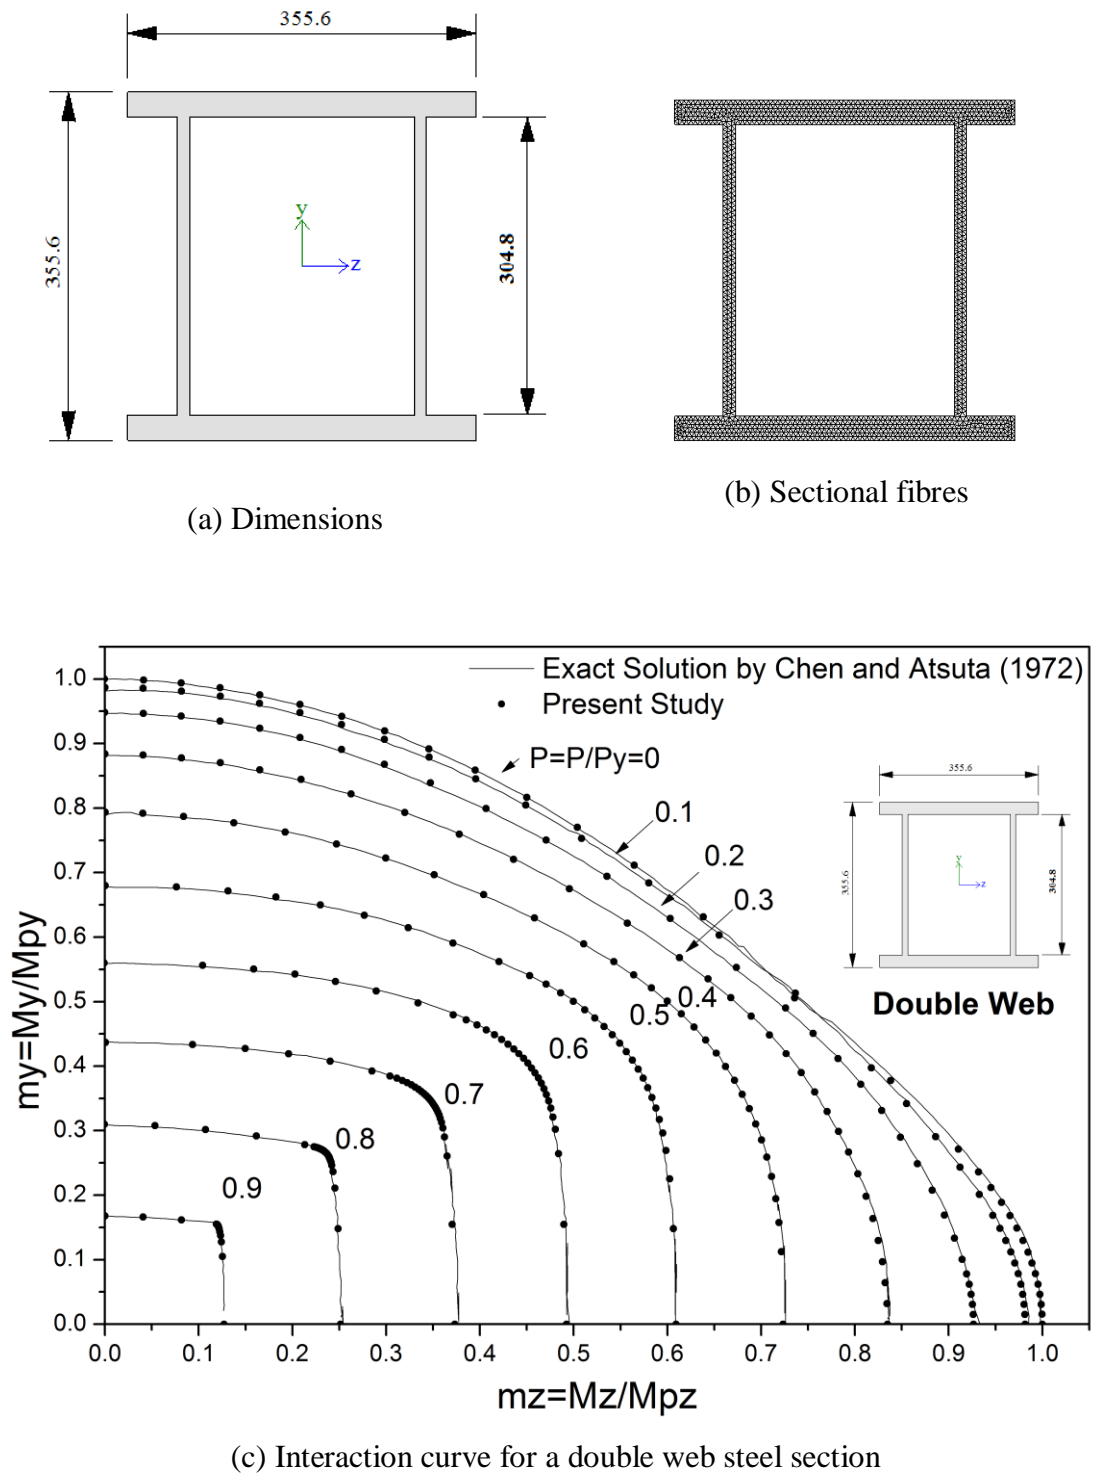 355.6
355.6
304.8
y
z
(a) Dimensions
(b) Sectional fibres
my=My/Mpy
1.0
0.9
0.8
0.7
0.6
0.5
0.4
0.3
0.2
0.1
0.0
Exact Solution by Chen and Atsuta (1972)
Present Study
P=P/Py=0
0.1
0.2
0.3
0.4
0.5
0.6
0.7
0.8
0.9
355.6
355.6
304.8
y
z
Double Web
0.0 0.1 0.2 0.3 0.4 0.5 0.6 0.7 0.8 0.9 1.0
mz=Mz/Mpz
(c) Interaction curve for a double web steel section